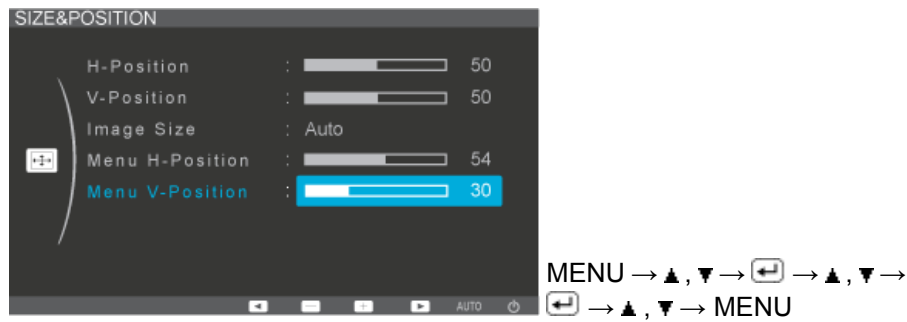 SIZE&POSITION
H-Position : 50
V-Position : 50
Image Size : Auto
Menu H-Position : 54
Menu V-Position : 30
AUTO
MENU → ▲ , ▼ → ↵ → ▲ , ▼ →
↵ → ▲ , ▼ → MENU